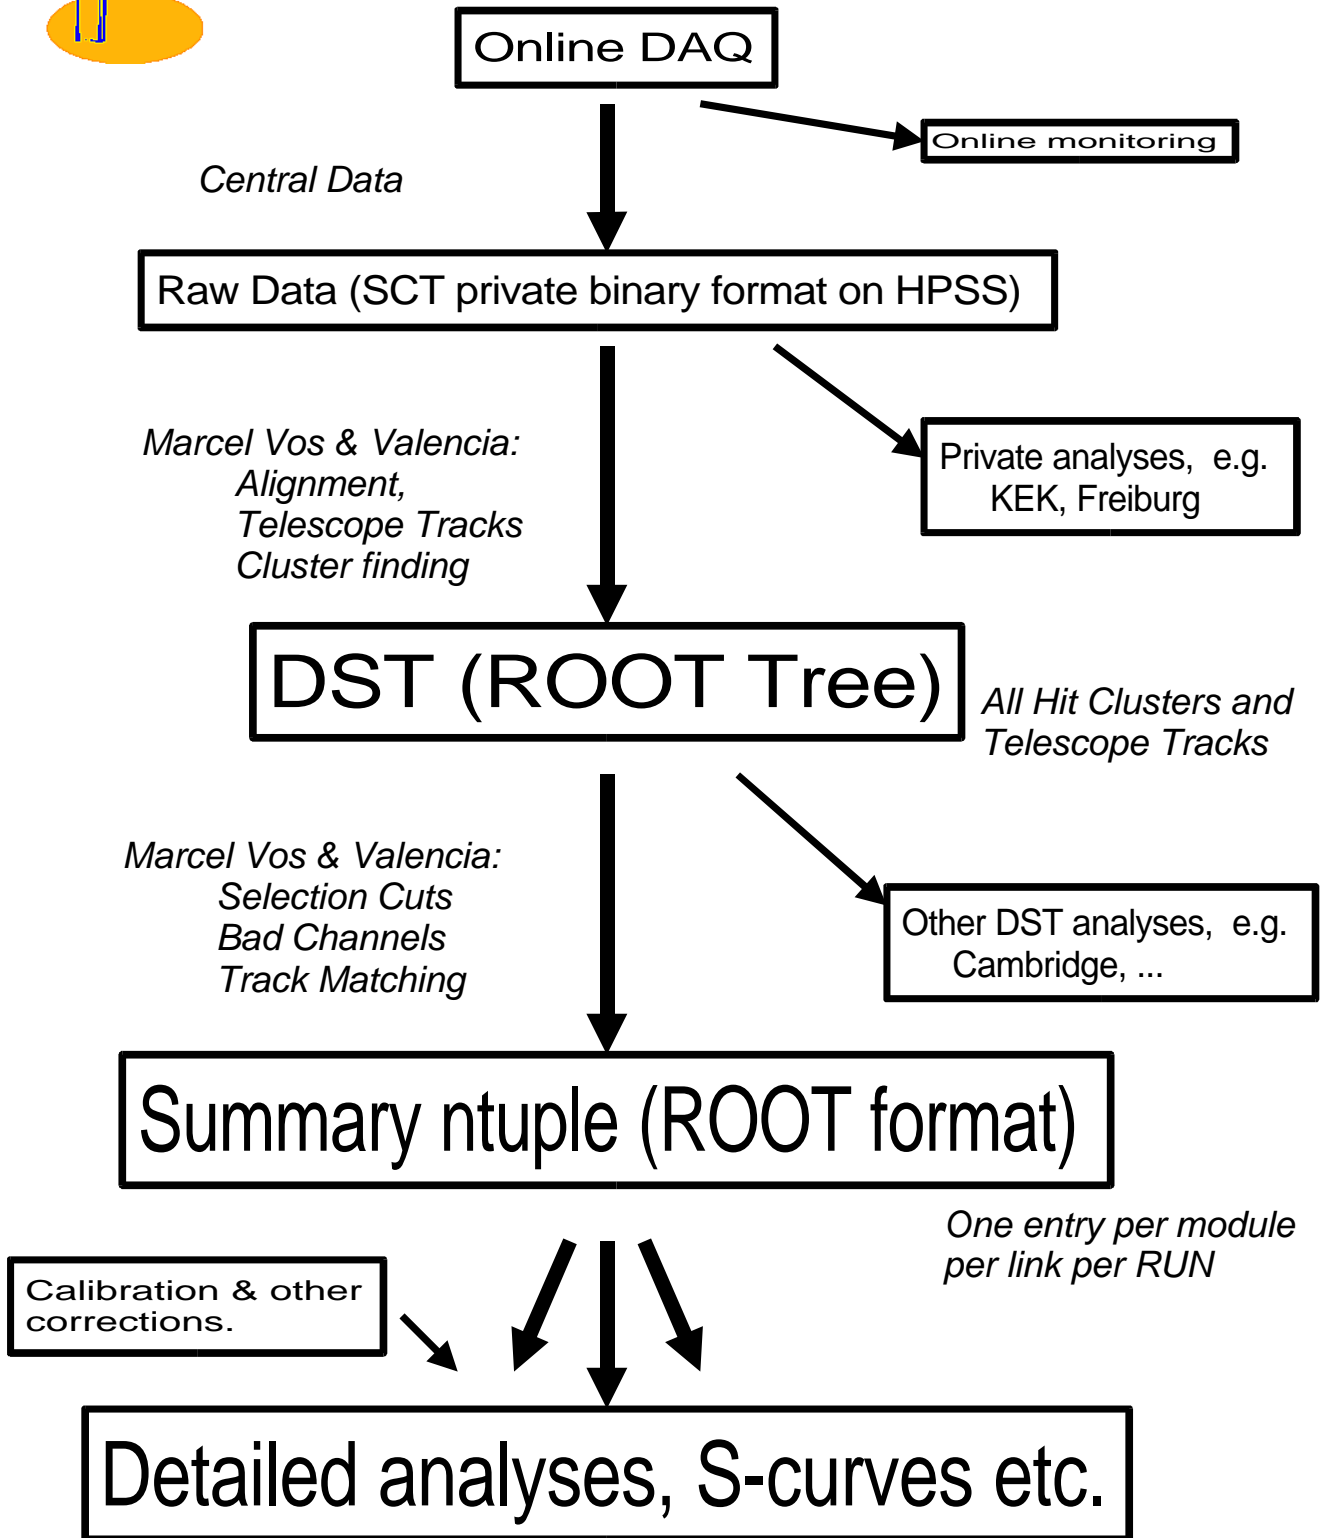 Online DAQ
Online monitoring
Central Data
Raw Data (SCT private binary format on HPSS)
Marcel Vos & Valencia:
Alignment,
Telescope Tracks
Cluster finding
Private analyses, e.g.
KEK, Freiburg
DST (ROOT Tree)
All Hit Clusters and
Telescope Tracks
Marcel Vos & Valencia:
Selection Cuts
Bad Channels
Track Matching
Other DST analyses, e.g.
Cambridge, ...
Summary ntuple (ROOT format)
One entry per module
per link per RUN
Calibration & other
corrections.
Detailed analyses, S-curves etc.